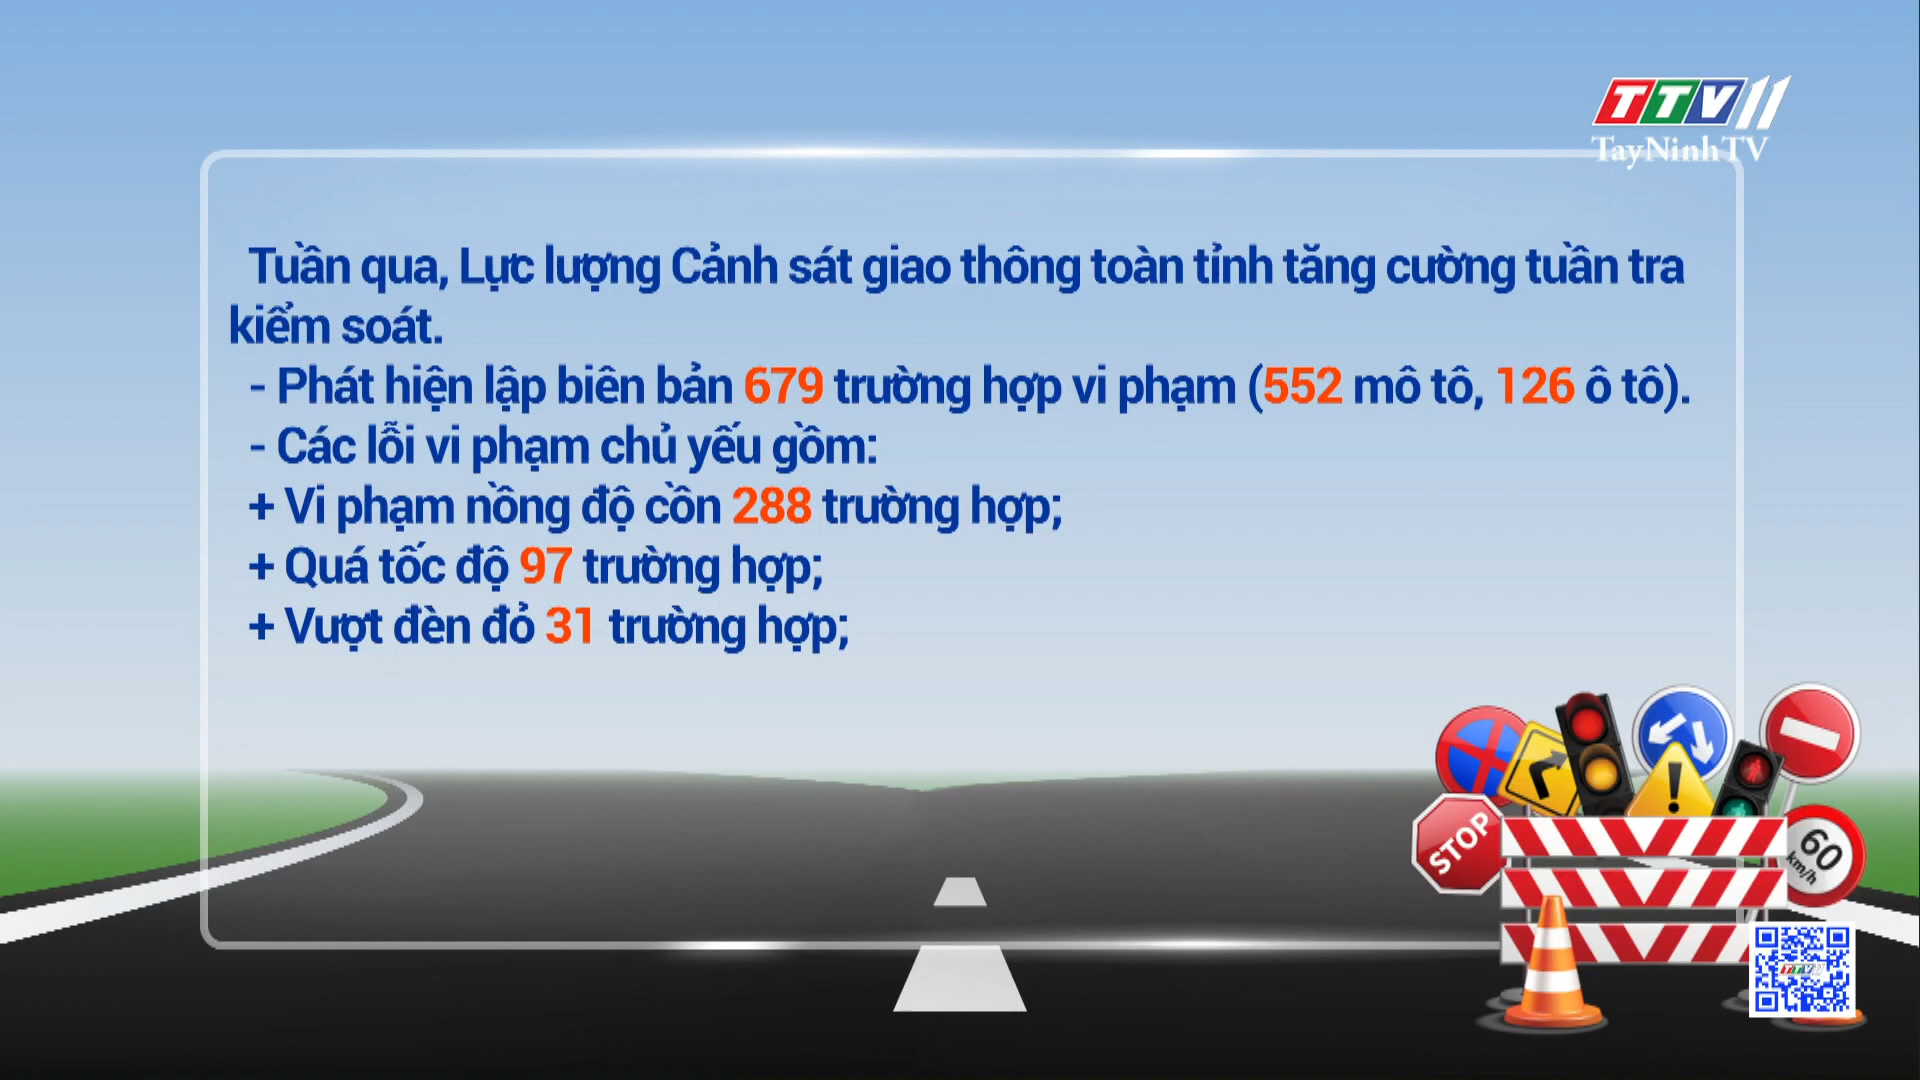 TTV11
TayNinhTV
Tuần qua, Lực lượng Cảnh sát giao thông toàn tỉnh tăng cường tuần tra
kiểm soát.
- Phát hiện lập biên bản 679 trường hợp vi phạm (552 mô tô, 126 ô tô).
- Các lỗi vi phạm chủ yếu gồm:
+ Vi phạm nồng độ cồn 288 trường hợp;
+ Quá tốc độ 97 trường hợp;
+ Vượt đèn đỏ 31 trường hợp;
STOP
60
km/h
TTV11